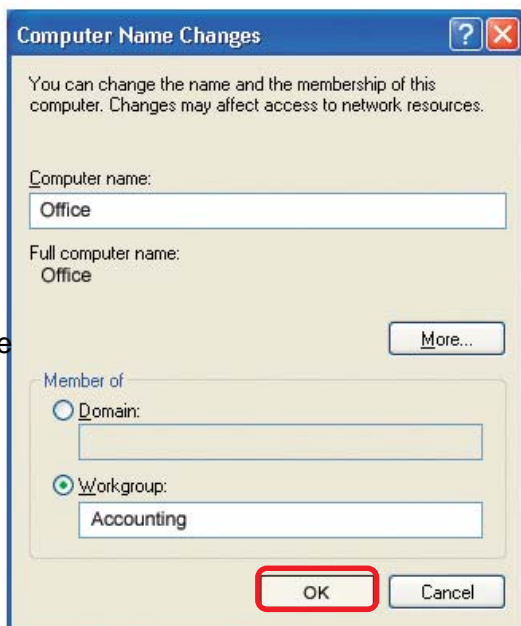 Computer Name Changes
You can change the name and the membership of this
computer. Changes may affect access to network resources.
Computer name:
Office
Full computer name:
Office
More...
e
Member of
Domain:
Workgroup:
Accounting
OK
Cancel